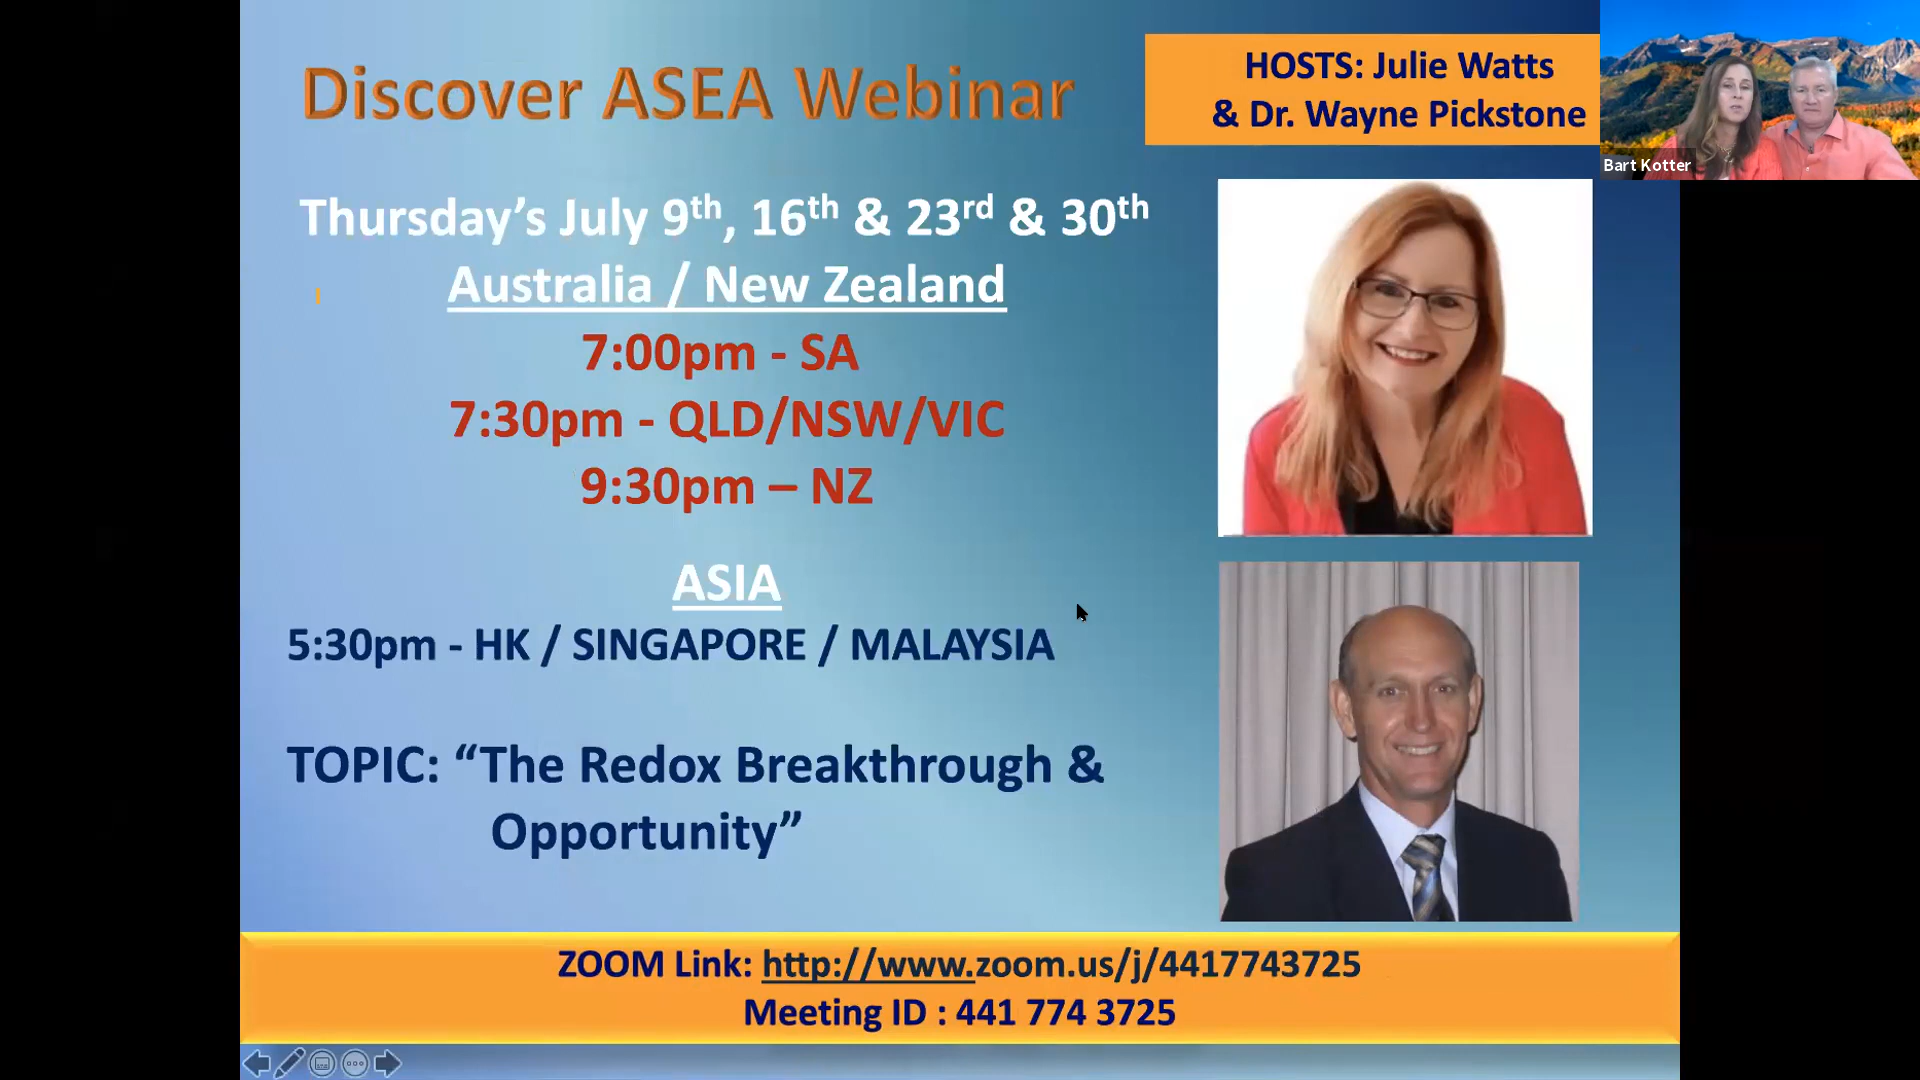 Discover ASEA Webinar
HOSTS: Julie Watts
& Dr. Wayne Pickstone
Bart Kotter
Thursday’s July 9th, 16th & 23rd & 30th
Australia / New Zealand
7:00pm - SA
7:30pm - QLD/NSW/VIC
9:30pm – NZ
ASIA
5:30pm - HK / SINGAPORE / MALAYSIA
TOPIC: “The Redox Breakthrough &
Opportunity”
ZOOM Link: http://www.zoom.us/j/4417743725
Meeting ID : 441 774 3725